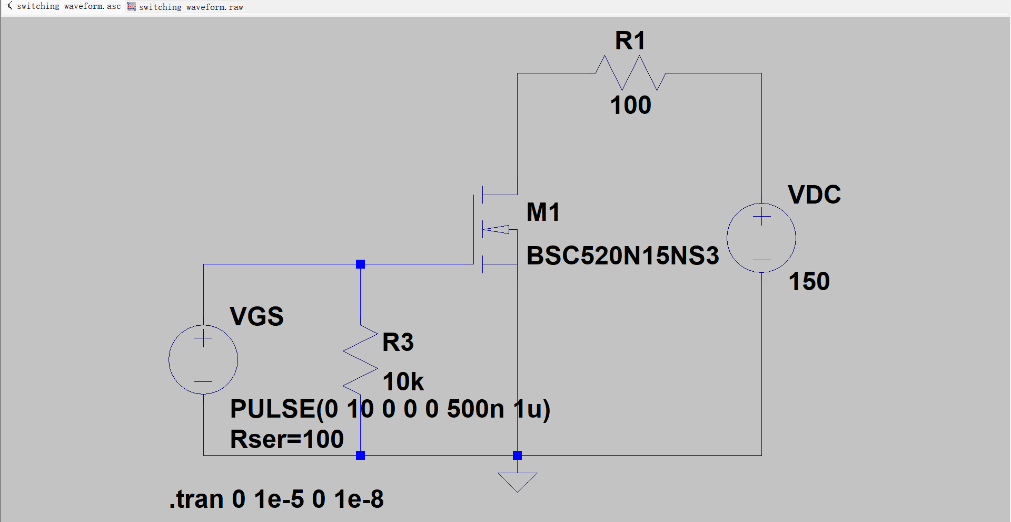 switching waveform.asc switching waveform.raw
R1
100
VDC
M1
BSC520N15NS3
150
VGS
R3
10k
PULSE(0 10 0 0 0 500n 1u)
Rser=100
.tran 0 1e-5 0 1e-8